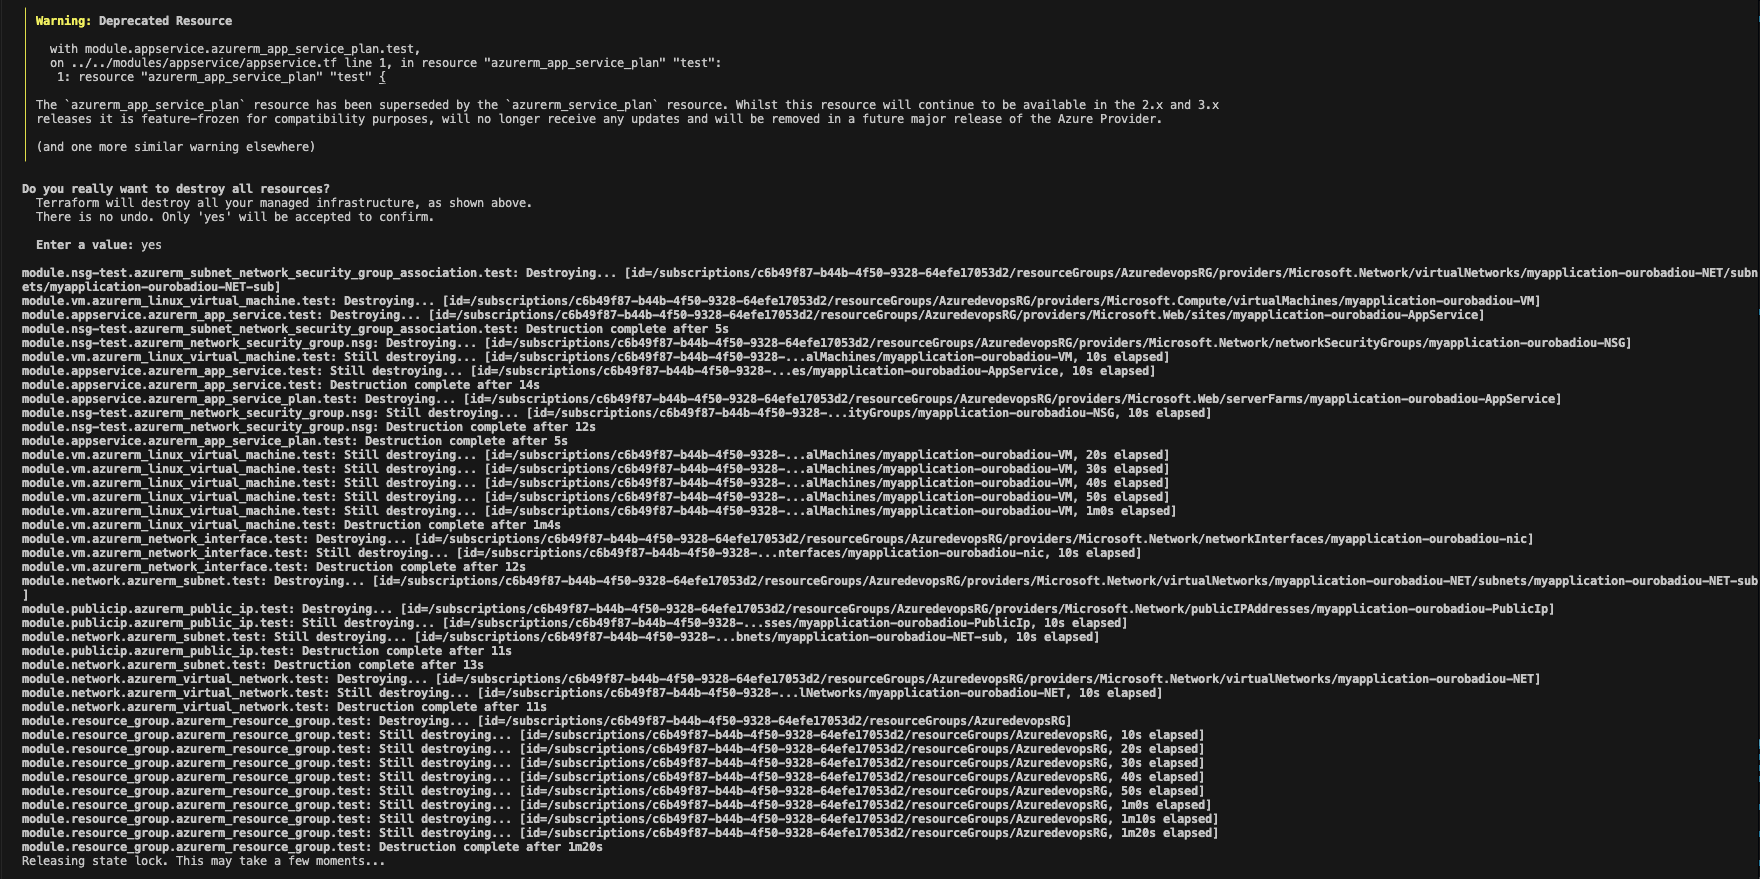 Warning: Deprecated Resource
with module.appservice.azurerm_app_service_plan.test,
on ../../modules/appservice/appservice.tf line 1, in resource "azurerm_app_service_plan" "test":
1: resource "azurerm_app_service_plan" "test" {
The `azurerm_app_service_plan` resource has been superseded by the `azurerm_service_plan` resource. Whilst this resource will continue to be available in the 2.x and 3.x
releases it is feature-frozen for compatibility purposes, will no longer receive any updates and will be removed in a future major release of the Azure Provider.
(and one more similar warning elsewhere)
Do you really want to destroy all resources?
Terraform will destroy all your managed infrastructure, as shown above.
There is no undo. Only 'yes' will be accepted to confirm.
Enter a value: yes
module.nsg-test.azurerm_subnet_network_security_group_association.test: Destroying... [id=/subscriptions/c6b49f87-b44b-4f50-9328-64efe17053d2/resourceGroups/AzuredevopsRG/providers/Microsoft.Network/virtualNetworks/myapplication-ourobadiou-NET/subn
ets/myapplication-ourobadiou-NET-sub]
module.vm.azurerm_linux_virtual_machine.test: Destroying... [id=/subscriptions/c6b49f87-b44b-4f50-9328-64efe17053d2/resourceGroups/AzuredevopsRG/providers/Microsoft.Compute/virtualMachines/myapplication-ourobadiou-VM]
module.appservice.azurerm_app_service.test: Destroying... [id=/subscriptions/c6b49f87-b44b-4f50-9328-64efe17053d2/resourceGroups/AzuredevopsRG/providers/Microsoft.Web/sites/myapplication-ourobadiou-AppService]
module.nsg-test.azurerm_subnet_network_security_group_association.test: Destruction complete after 5s
module.nsg-test.azurerm_network_security_group.nsg: Destroying... [id=/subscriptions/c6b49f87-b44b-4f50-9328-64efe17053d2/resourceGroups/AzuredevopsRG/providers/Microsoft.Network/networkSecurityGroups/myapplication-ourobadiou-NSG]
module.vm.azurerm_linux_virtual_machine.test: Still destroying... [id=/subscriptions/c6b49f87-b44b-4f50-9328-...alMachines/myapplication-ourobadiou-VM, 10s elapsed]
module.appservice.azurerm_app_service.test: Still destroying... [id=/subscriptions/c6b49f87-b44b-4f50-9328-...es/myapplication-ourobadiou-AppService, 10s elapsed]
module.appservice.azurerm_app_service.test: Destruction complete after 14s
module.appservice.azurerm_app_service_plan.test: Destroying... [id=/subscriptions/c6b49f87-b44b-4f50-9328-64efe17053d2/resourceGroups/AzuredevopsRG/providers/Microsoft.Web/serverFarms/myapplication-ourobadiou-AppService]
module.nsg-test.azurerm_network_security_group.nsg: Still destroying... [id=/subscriptions/c6b49f87-b44b-4f50-9328-...ityGroups/myapplication-ourobadiou-NSG, 10s elapsed]
module.nsg-test.azurerm_network_security_group.nsg: Destruction complete after 12s
module.appservice.azurerm_app_service_plan.test: Destruction complete after 5s
module.vm.azurerm_linux_virtual_machine.test: Still destroying... [id=/subscriptions/c6b49f87-b44b-4f50-9328-...alMachines/myapplication-ourobadiou-VM, 20s elapsed]
module.vm.azurerm_linux_virtual_machine.test: Still destroying... [id=/subscriptions/c6b49f87-b44b-4f50-9328-...alMachines/myapplication-ourobadiou-VM, 30s elapsed]
module.vm.azurerm_linux_virtual_machine.test: Still destroying... [id=/subscriptions/c6b49f87-b44b-4f50-9328-...alMachines/myapplication-ourobadiou-VM, 40s elapsed]
module.vm.azurerm_linux_virtual_machine.test: Still destroying... [id=/subscriptions/c6b49f87-b44b-4f50-9328-...alMachines/myapplication-ourobadiou-VM, 50s elapsed]
module.vm.azurerm_linux_virtual_machine.test: Still destroying... [id=/subscriptions/c6b49f87-b44b-4f50-9328-...alMachines/myapplication-ourobadiou-VM, 1m0s elapsed]
module.vm.azurerm_linux_virtual_machine.test: Destruction complete after 1m4s
module.vm.azurerm_network_interface.test: Destroying... [id=/subscriptions/c6b49f87-b44b-4f50-9328-64efe17053d2/resourceGroups/AzuredevopsRG/providers/Microsoft.Network/networkInterfaces/myapplication-ourobadiou-nic]
module.vm.azurerm_network_interface.test: Still destroying... [id=/subscriptions/c6b49f87-b44b-4f50-9328-...nterfaces/myapplication-ourobadiou-nic, 10s elapsed]
module.vm.azurerm_network_interface.test: Destruction complete after 12s
module.network.azurerm_subnet.test: Destroying... [id=/subscriptions/c6b49f87-b44b-4f50-9328-64efe17053d2/resourceGroups/AzuredevopsRG/providers/Microsoft.Network/virtualNetworks/myapplication-ourobadiou-NET/subnets/myapplication-ourobadiou-NET-sub
]
module.publicip.azurerm_public_ip.test: Destroying... [id=/subscriptions/c6b49f87-b44b-4f50-9328-64efe17053d2/resourceGroups/AzuredevopsRG/providers/Microsoft.Network/publicIPAddresses/myapplication-ourobadiou-PublicIp]
module.publicip.azurerm_public_ip.test: Still destroying... [id=/subscriptions/c6b49f87-b44b-4f50-9328-...sses/myapplication-ourobadiou-PublicIp, 10s elapsed]
module.network.azurerm_subnet.test: Still destroying... [id=/subscriptions/c6b49f87-b44b-4f50-9328-...bnets/myapplication-ourobadiou-NET-sub, 10s elapsed]
module.publicip.azurerm_public_ip.test: Destruction complete after 11s
module.network.azurerm_subnet.test: Destruction complete after 13s
module.network.azurerm_virtual_network.test: Destroying... [id=/subscriptions/c6b49f87-b44b-4f50-9328-64efe17053d2/resourceGroups/AzuredevopsRG/providers/Microsoft.Network/virtualNetworks/myapplication-ourobadiou-NET]
module.network.azurerm_virtual_network.test: Still destroying... [id=/subscriptions/c6b49f87-b44b-4f50-9328-...lNetworks/myapplication-ourobadiou-NET, 10s elapsed]
module.network.azurerm_virtual_network.test: Destruction complete after 11s
module.resource_group.azurerm_resource_group.test: Destroying... [id=/subscriptions/c6b49f87-b44b-4f50-9328-64efe17053d2/resourceGroups/AzuredevopsRG]
module.resource_group.azurerm_resource_group.test: Still destroying... [id=/subscriptions/c6b49f87-b44b-4f50-9328-64efe17053d2/resourceGroups/AzuredevopsRG, 10s elapsed]
module.resource_group.azurerm_resource_group.test: Still destroying... [id=/subscriptions/c6b49f87-b44b-4f50-9328-64efe17053d2/resourceGroups/AzuredevopsRG, 20s elapsed]
module.resource_group.azurerm_resource_group.test: Still destroying... [id=/subscriptions/c6b49f87-b44b-4f50-9328-64efe17053d2/resourceGroups/AzuredevopsRG, 30s elapsed]
module.resource_group.azurerm_resource_group.test: Still destroying... [id=/subscriptions/c6b49f87-b44b-4f50-9328-64efe17053d2/resourceGroups/AzuredevopsRG, 40s elapsed]
module.resource_group.azurerm_resource_group.test: Still destroying... [id=/subscriptions/c6b49f87-b44b-4f50-9328-64efe17053d2/resourceGroups/AzuredevopsRG, 50s elapsed]
module.resource_group.azurerm_resource_group.test: Still destroying... [id=/subscriptions/c6b49f87-b44b-4f50-9328-64efe17053d2/resourceGroups/AzuredevopsRG, 1m0s elapsed]
module.resource_group.azurerm_resource_group.test: Still destroying... [id=/subscriptions/c6b49f87-b44b-4f50-9328-64efe17053d2/resourceGroups/AzuredevopsRG, 1m10s elapsed]
module.resource_group.azurerm_resource_group.test: Still destroying... [id=/subscriptions/c6b49f87-b44b-4f50-9328-64efe17053d2/resourceGroups/AzuredevopsRG, 1m20s elapsed]
module.resource_group.azurerm_resource_group.test: Destruction complete after 1m20s
Releasing state lock. This may take a few moments...